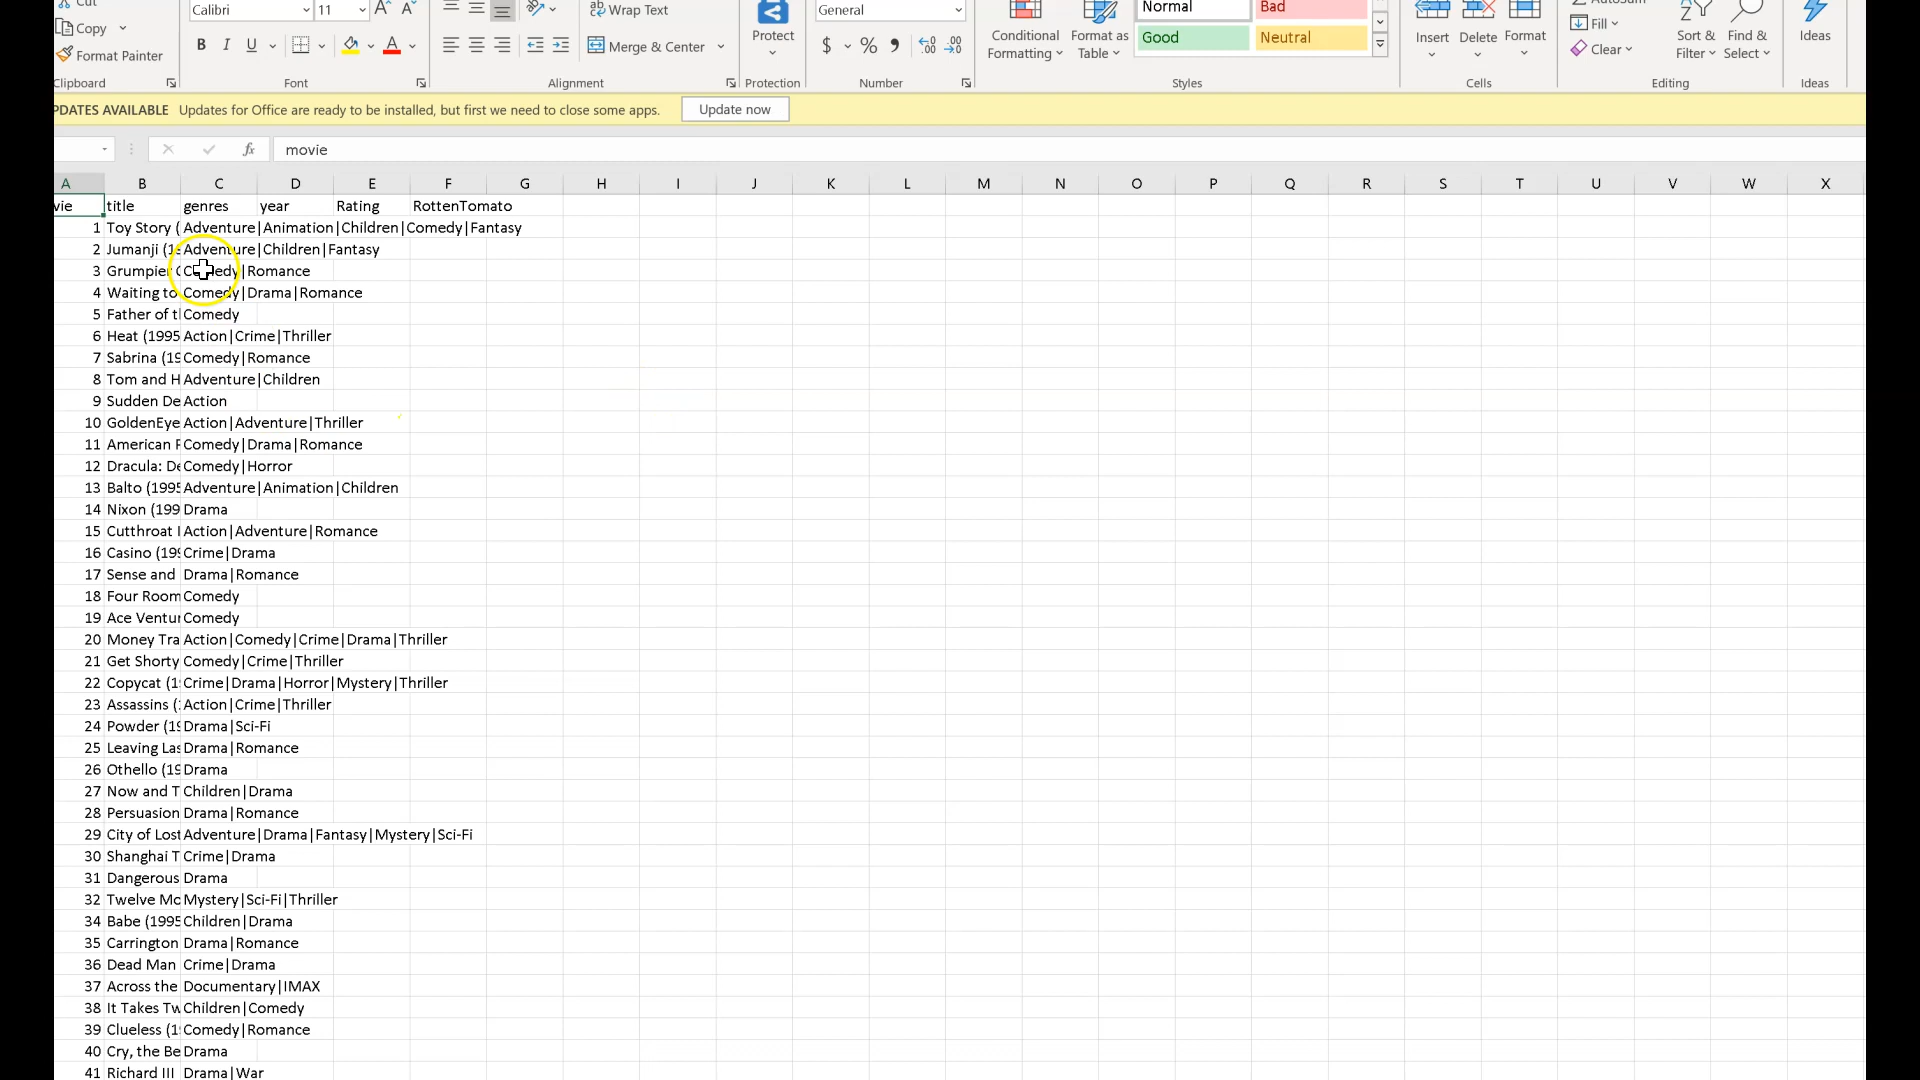 Cut
Calibri 11 A A
Wrap Text
General
Normal
Bad
AutoSum
Copy
Format Painter
B I U
A
Merge & Center
Protect
$ % 9
Conditional Formatting
Format as Table
Good
Neutral
Insert
Delete
Format
Fill
Clear
Sort & Filter
Find & Select
Ideas
Clipboard
Font
Alignment
Protection
Number
Styles
Cells
Editing
Ideas
PDATES AVAILABLE Updates for Office are ready to be installed, but first we need to close some apps. Update now
fx movie
A B C D E F G H I J K L M N O P Q R S T U V W X
vie title genres year Rating RottenTomato
1 Toy Story ( Adventure|Animation|Children|Comedy|Fantasy
2 Jumanji (1 Adventure|Children|Fantasy
3 Grumpier Comedy|Romance
4 Waiting to Comedy|Drama|Romance
5 Father of t Comedy
6 Heat (1995 Action|Crime|Thriller
7 Sabrina (19 Comedy|Romance
8 Tom and H Adventure|Children
9 Sudden De Action
10 GoldenEye Action|Adventure|Thriller
11 American P Comedy|Drama|Romance
12 Dracula: De Comedy|Horror
13 Balto (1995 Adventure|Animation|Children
14 Nixon (199 Drama
15 Cutthroat I Action|Adventure|Romance
16 Casino (199 Crime|Drama
17 Sense and Drama|Romance
18 Four Room Comedy
19 Ace Ventur Comedy
20 Money Tra Action|Comedy|Crime|Drama|Thriller
21 Get Shorty Comedy|Crime|Thriller
22 Copycat (1 Crime|Drama|Horror|Mystery|Thriller
23 Assassins ( Action|Crime|Thriller
24 Powder (19 Drama|Sci-Fi
25 Leaving Las Drama|Romance
26 Othello (19 Drama
27 Now and T Children|Drama
28 Persuasion Drama|Romance
29 City of Lost Adventure|Drama|Fantasy|Mystery|Sci-Fi
30 Shanghai T Crime|Drama
31 Dangerous Drama
32 Twelve Mo Mystery|Sci-Fi|Thriller
34 Babe (1995 Children|Drama
35 Carrington Drama|Romance
36 Dead Man Crime|Drama
37 Across the Documentary|IMAX
38 It Takes Tw Children|Comedy
39 Clueless (1 Comedy|Romance
40 Cry, the Be Drama
41 Richard III Drama|War